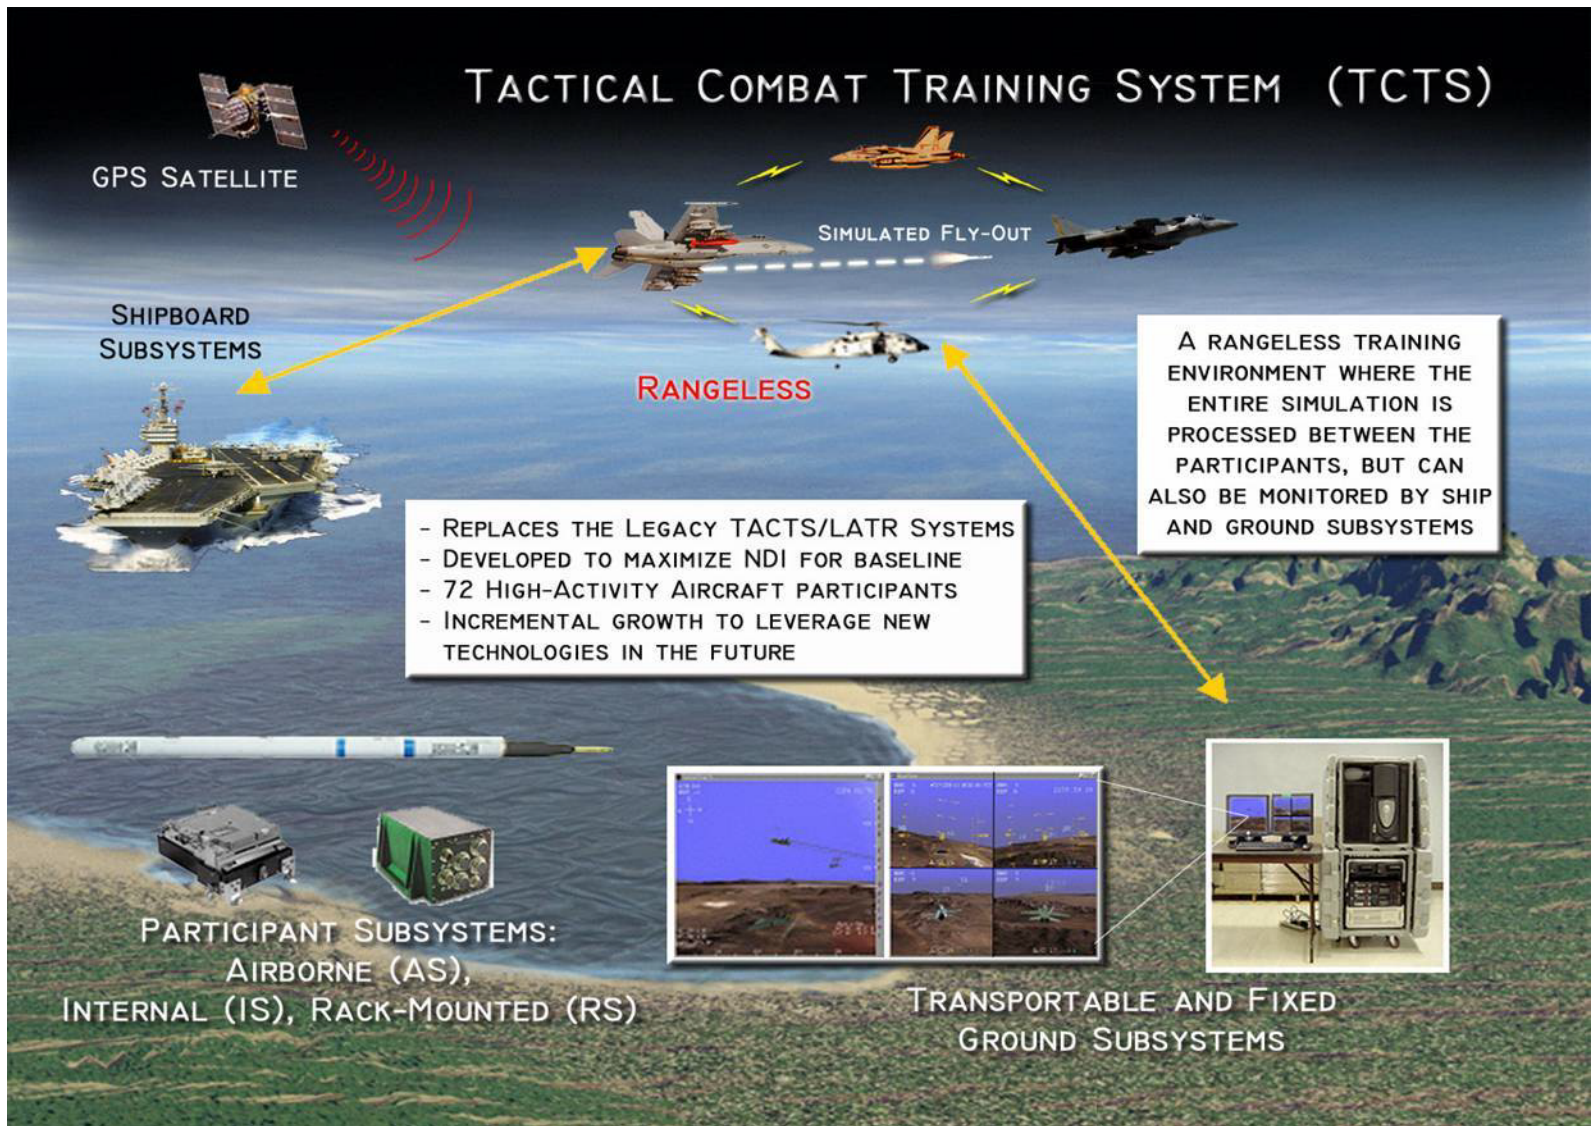 TACTICAL COMBAT TRAINING SYSTEM (TCTS)
GPS SATELLITE
SIMULATED FLY-OUT
SHIPBOARD
SUBSYSTEMS
RANGELESS
A RANGELESS TRAINING
ENVIRONMENT WHERE THE
ENTIRE SIMULATION IS
PROCESSED BETWEEN THE
PARTICIPANTS, BUT CAN
ALSO BE MONITORED BY SHIP
AND GROUND SUBSYSTEMS
- REPLACES THE LEGACY TACTS/LATR SYSTEMS
- DEVELOPED TO MAXIMIZE NDI FOR BASELINE
- 72 HIGH-ACTIVITY AIRCRAFT PARTICIPANTS
- INCREMENTAL GROWTH TO LEVERAGE NEW
TECHNOLOGIES IN THE FUTURE
PARTICIPANT SUBSYSTEMS:
AIRBORNE (AS),
INTERNAL (IS), RACK-MOUNTED (RS)
TRANSPORTABLE AND FIXED
GROUND SUBSYSTEMS